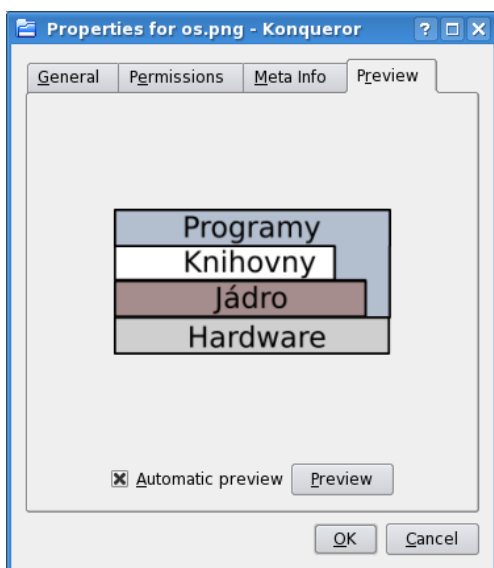 Properties for os.png - Konqueror
General Permissions Meta Info Preview
Programy
Knihovny
Jádro
Hardware
Automatic preview Preview
OK Cancel